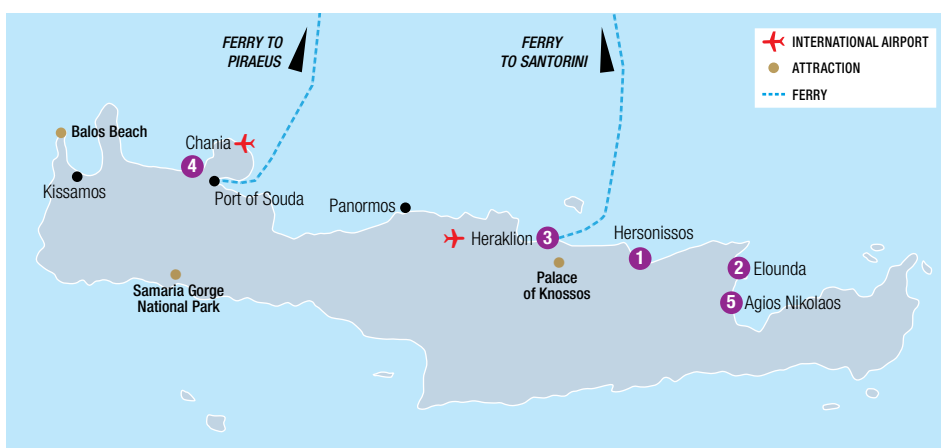 FERRY TO
PIRAEUS
FERRY
TO SANTORINI
INTERNATIONAL AIRPORT
ATTRACTION
FERRY
Balos Beach
Chania
4
Kissamos
Port of Souda
Panormos
Heraklion
3
Hersonissos
1
Palace
of Knossos
2
Elounda
5
Agios Nikolaos
Samaria Gorge
National Park